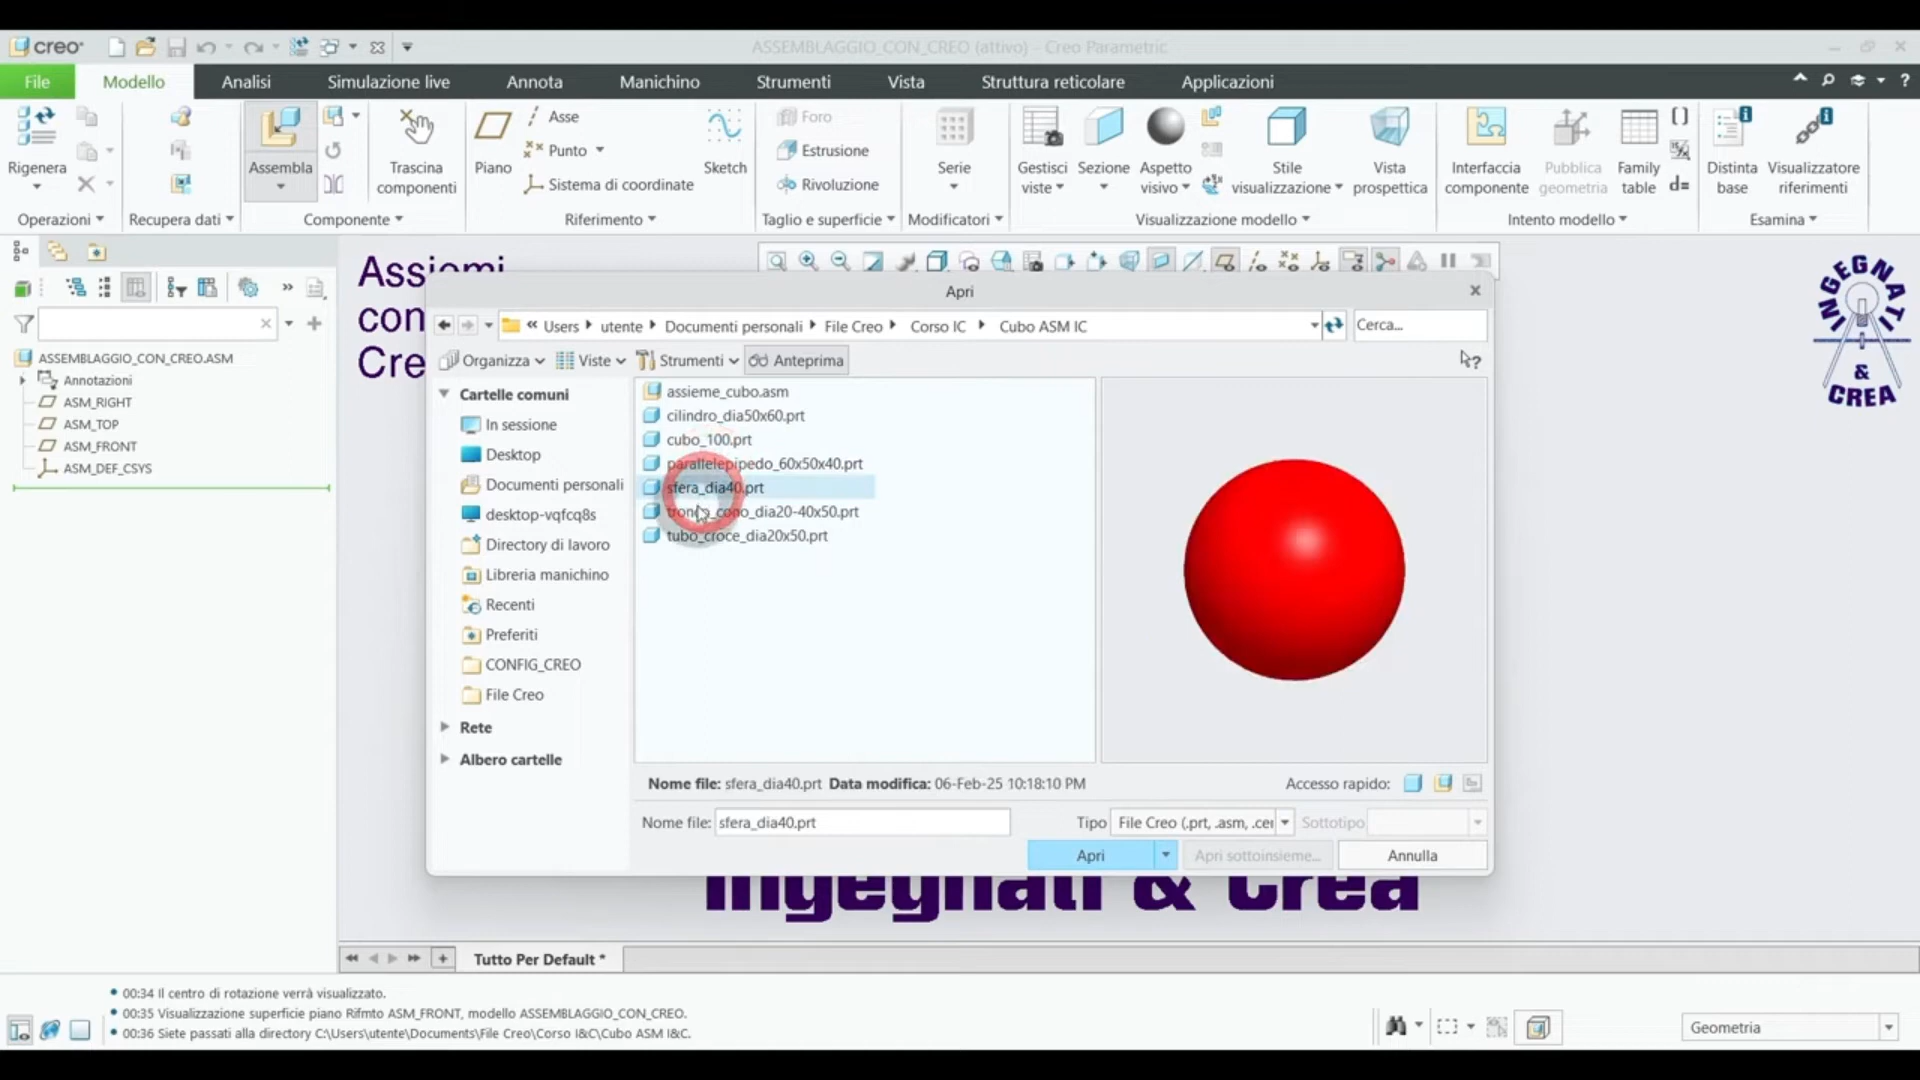 creo
ASSEMBLAGGIO_CON_CREO (attivo) - Creo Parametric
File Modello Analisi Simulazione live Annota Manichino Strumenti Vista Struttura reticolare Applicazioni
Rigenera
Operazioni
Recupera dati
Assembla
Trascina componenti
Componente
Piano
Asse
Punto
Sistema di coordinate
Sketch
Riferimento
Foro
Estrusione
Rivoluzione
Taglio e superficie
Serie
Modificatori
Gestisci viste
Sezione
Aspetto visivo
Stile visualizzazione
Vista prospettica
Visualizzazione modello
Interfaccia componente
Pubblica geometria
Family table
d=
Intento modello
Distinta base
Visualizzatore riferimenti
Esamina
ASSEMBLAGGIO_CON_CREO.ASM
Annotazioni
ASM_RIGHT
ASM_TOP
ASM_FRONT
ASM_DEF_CSYS
Assiemi
con
Cre
INGEGNATI
&
CREA
Apri
« Users utente Documenti personali File Creo Corso IC Cubo ASM IC
Cerca...
Organizza Viste Strumenti Anteprima
Cartelle comuni
In sessione
Desktop
Documenti personali
desktop-vqfcq8s
Directory di lavoro
Libreria manichino
Recenti
Preferiti
CONFIG_CREO
File Creo
Rete
Albero cartelle
assieme_cubo.asm
cilindro_dia50x60.prt
cubo_100.prt
parallelepipedo_60x50x40.prt
sfera_dia40.prt
tronco_cono_dia20-40x50.prt
tubo_croce_dia20x50.prt
Nome file: sfera_dia40.prt Data modifica: 06-Feb-25 10:18:10 PM
Accesso rapido:
Nome file: sfera_dia40.prt
Tipo File Creo (.prt, .asm, .cer
Sottotipo
Apri
Apri sottoinsieme...
Annulla
Ingegnati & Crea
Tutto Per Default *
00:34 Il centro di rotazione verrà visualizzato.
00:35 Visualizzazione superficie piano Rifmto ASM_FRONT, modello ASSEMBLAGGIO_CON_CREO.
00:36 Siete passati alla directory C:\Users\utente\Documents\File Creo\Corso I&C\Cubo ASM I&C.
Geometria